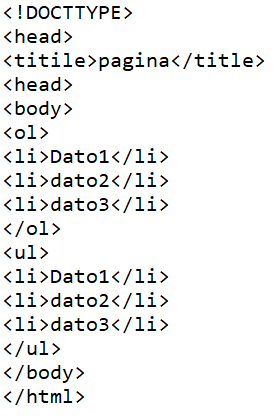 <!DOCTTYPE>
<head>
<titile>pagina</title>
<head>
<body>
<ol>
<li>Dato1</li>
<li>dato2</li>
<li>dato3</li>
</ol>
<ul>
<li>Dato1</li>
<li>dato2</li>
<li>dato3</li>
</ul>
</body>
</html>